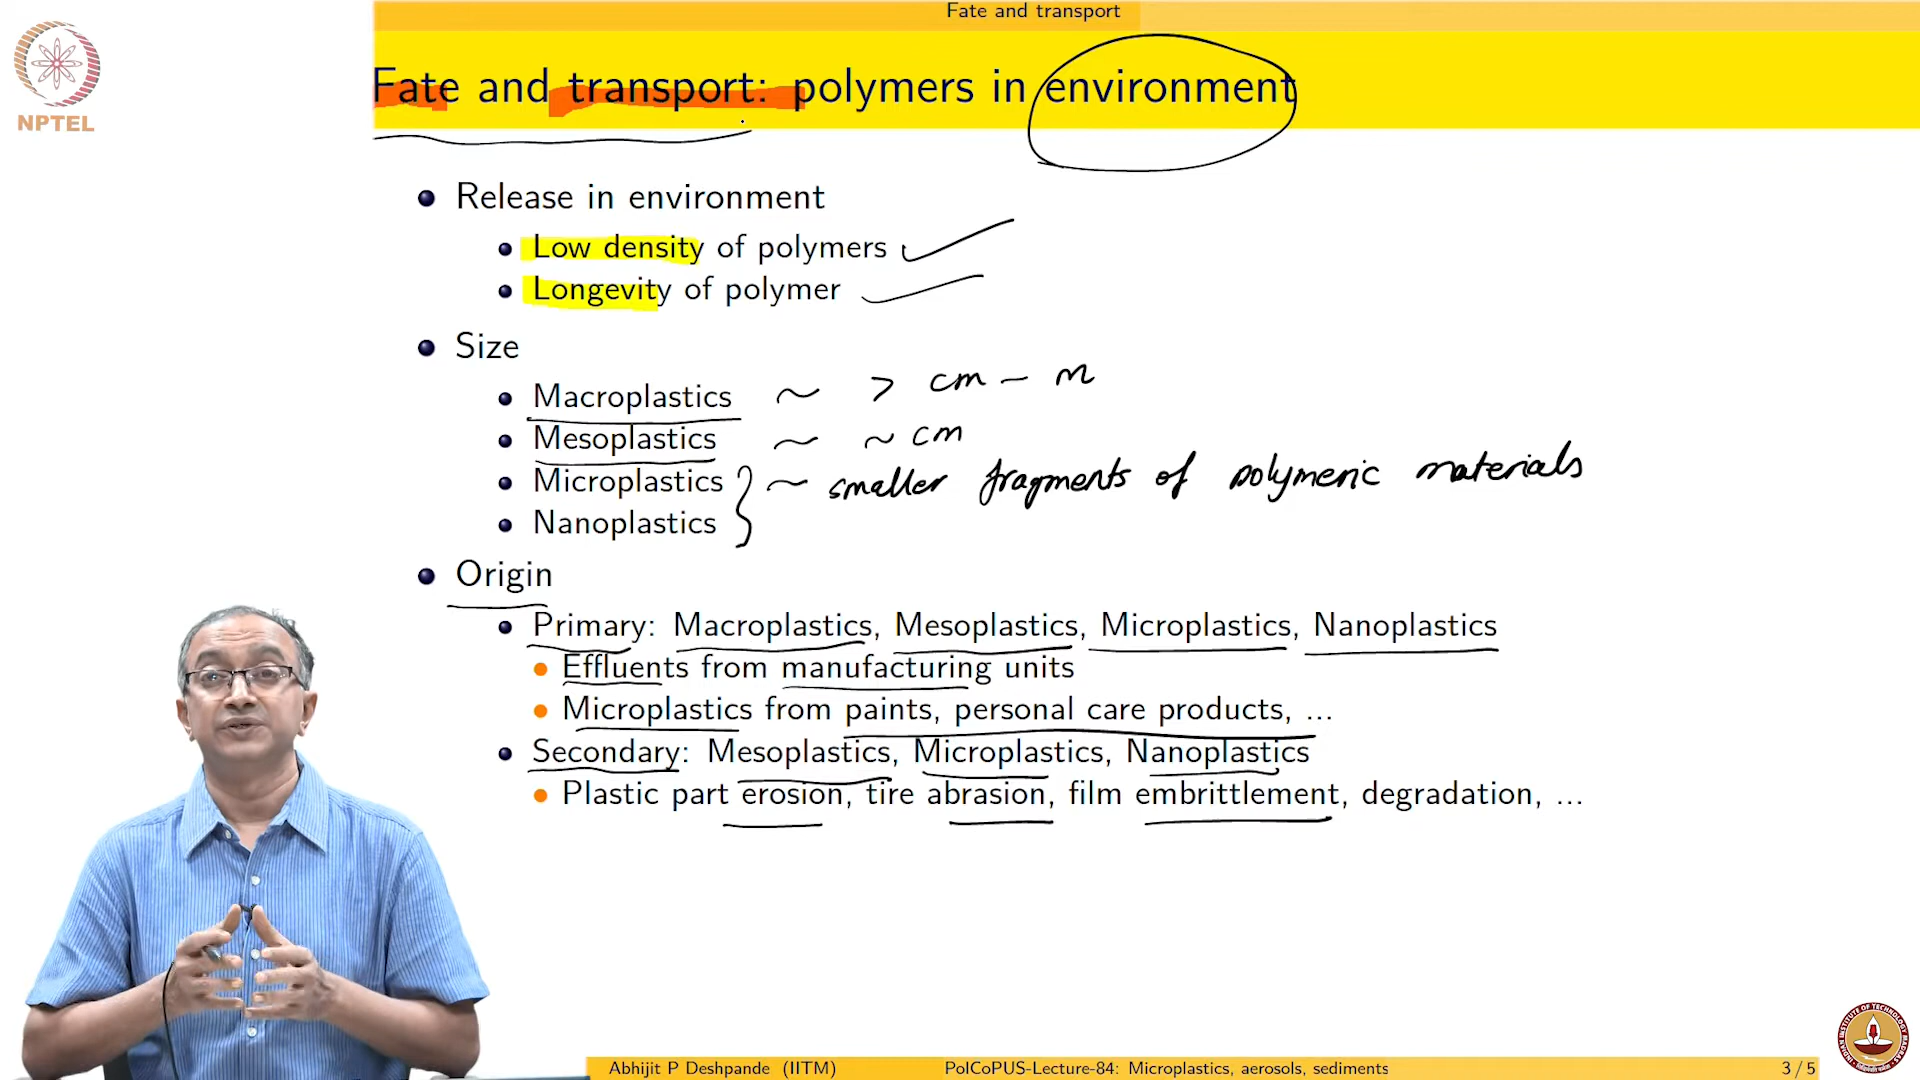 Fate and transport
NPTEL
Fate and transport: polymers in environment
Release in environment
Low density of polymers
Longevity of polymer
Size
Macroplastics ~ > cm - m
Mesoplastics ~ ~ cm
Microplastics ~ smaller fragments of polymeric materials
Nanoplastics
Origin
Primary: Macroplastics, Mesoplastics, Microplastics, Nanoplastics
Effluents from manufacturing units
Microplastics from paints, personal care products, ...
Secondary: Mesoplastics, Microplastics, Nanoplastics
Plastic part erosion, tire abrasion, film embrittlement, degradation, ...
Abhijit P Deshpande (IITM) PolCoPUS-Lecture-84: Microplastics, aerosols, sediments 3 / 5